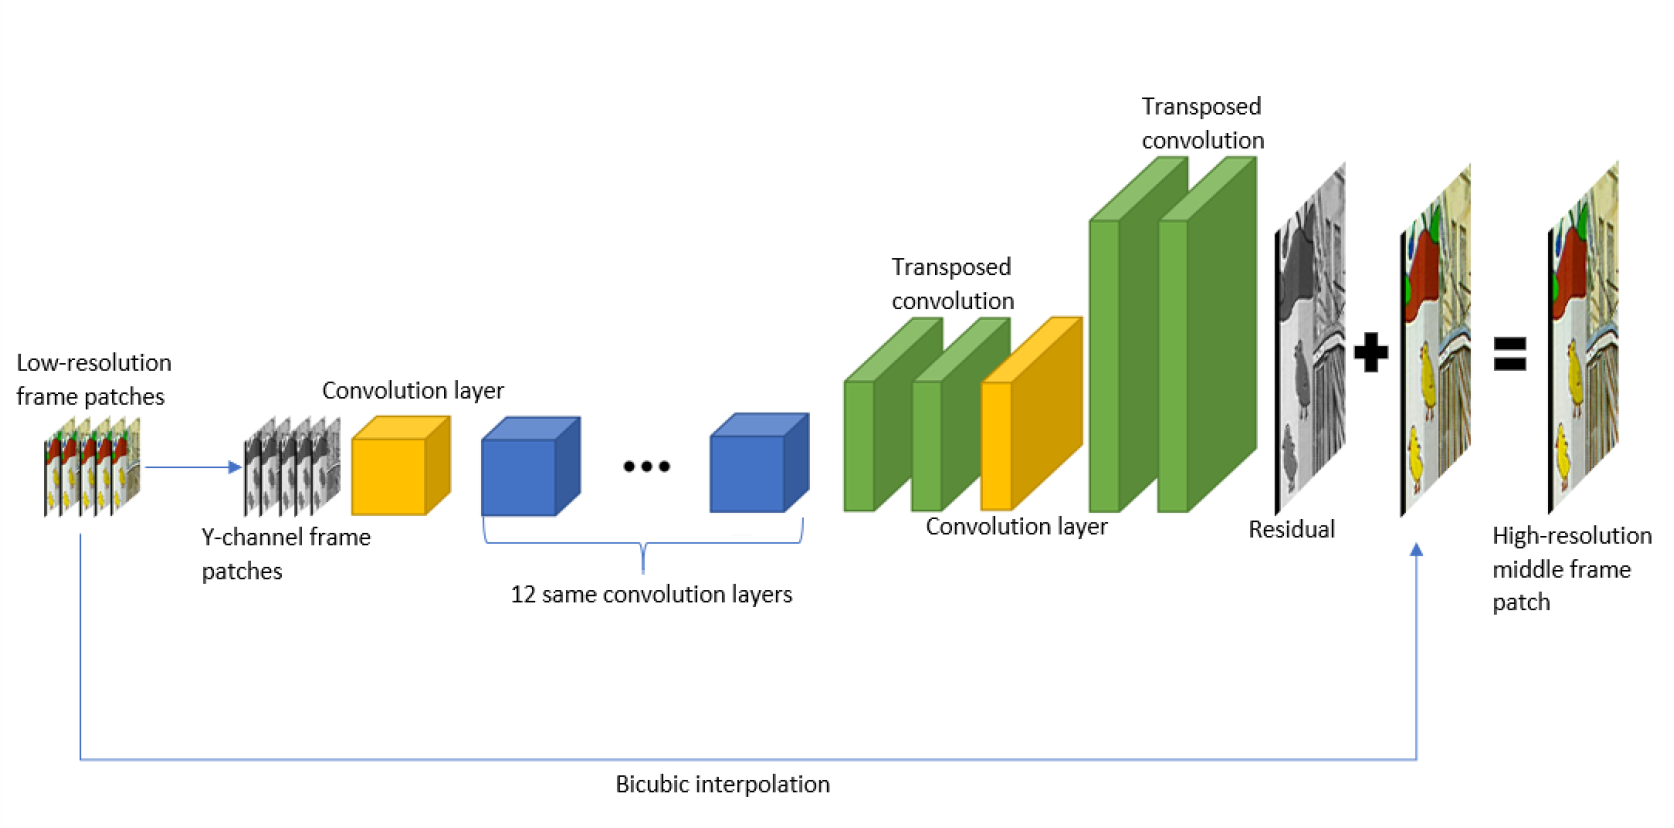 Low-resolution
frame patches
Y-channel frame
patches
Convolution layer
12 same convolution layers
Transposed
convolution
Convolution layer
Transposed
convolution
Residual
High-resolution
middle frame
patch
Bicubic interpolation